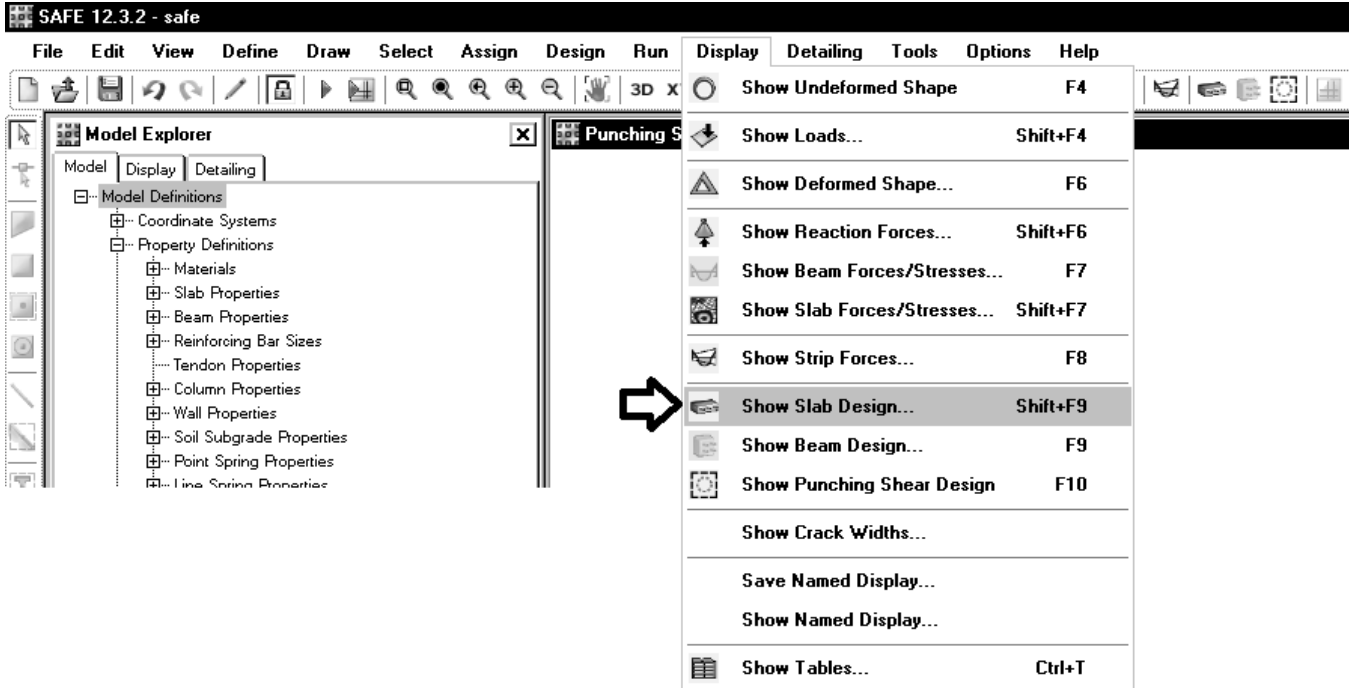 SAFE 12.3.2 - safe
File Edit View Define Draw Select Assign Design Run Display Detailing Tools Options Help
3D X
Model Explorer
Model Display Detailing
Model Definitions
Coordinate Systems
Property Definitions
Materials
Slab Properties
Beam Properties
Reinforcing Bar Sizes
Tendon Properties
Column Properties
Wall Properties
Soil Subgrade Properties
Point Spring Properties
Line Spring Properties
Punching S
Show Undeformed Shape F4
Show Loads... Shift+F4
Show Deformed Shape... F6
Show Reaction Forces... Shift+F6
Show Beam Forces/Stresses... F7
Show Slab Forces/Stresses... Shift+F7
Show Strip Forces... F8
Show Slab Design... Shift+F9
Show Beam Design... F9
Show Punching Shear Design F10
Show Crack Widths...
Save Named Display...
Show Named Display...
Show Tables... Ctrl+T